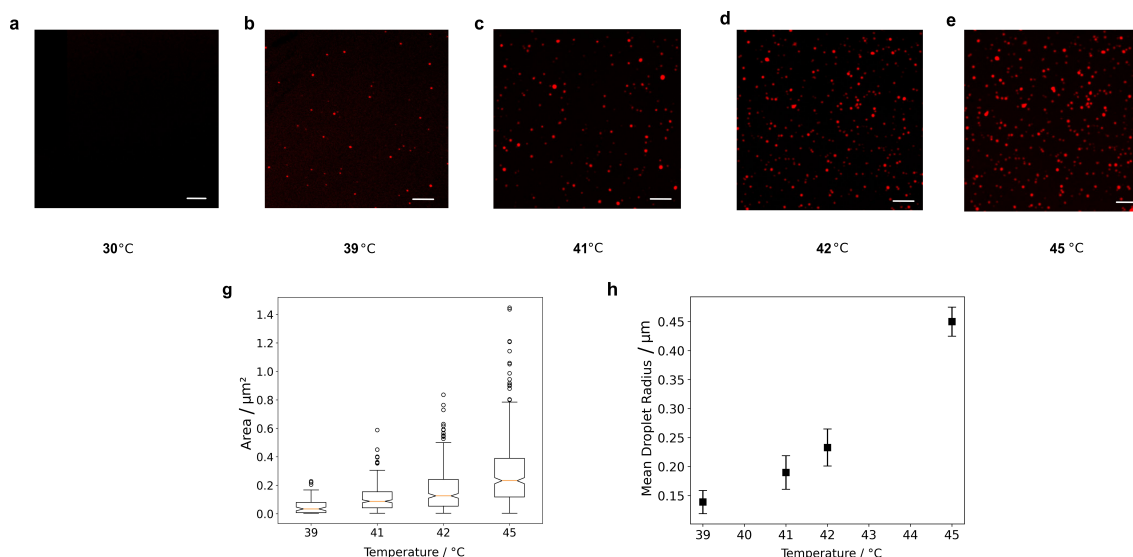 a b c d e
30°C 39°C 41°C 42°C 45 °C
g h
Area / μm²
1.4
1.2
1.0
0.8
0.6
0.4
0.2
0.0
39 41 42 45
Temperature / °C
Mean Droplet Radius / μm
0.45
0.40
0.35
0.30
0.25
0.20
0.15
39 40 41 42 43 44 45
Temperature / °C